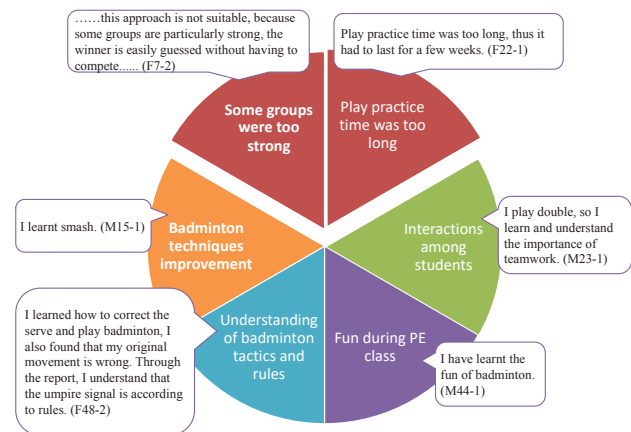 ……this approach is not suitable, because
some groups are particularly strong, the
winner is easily guessed without having to
compete...... (F7-2)
Play practice time was too long, thus it
had to last for a few weeks. (F22-1)
Some groups
were too
strong
Play practice
time was too
long
I learnt smash. (M15-1)
Badminton
techniques
improvement
Interactions
among
students
I play double, so I
learn and understand
the importance of
teamwork. (M23-1)
I learned how to correct the
serve and play badminton, I
also found that my original
movement is wrong. Through
the report, I understand that
the umpire signal is according
to rules. (F48-2)
Understanding
of badminton
tactics and
rules
Fun during PE
class
I have learnt the
fun of badminton.
(M44-1)